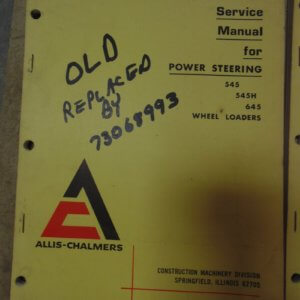 Service
Manual
for
POWER STEERING
545
545H
645
WHEEL LOADERS
OLD
REPLACED
BY
73068993
ALLIS-CHALMERS
CONSTRUCTION MACHINERY DIVISION
SPRINGFIELD, ILLINOIS 62705